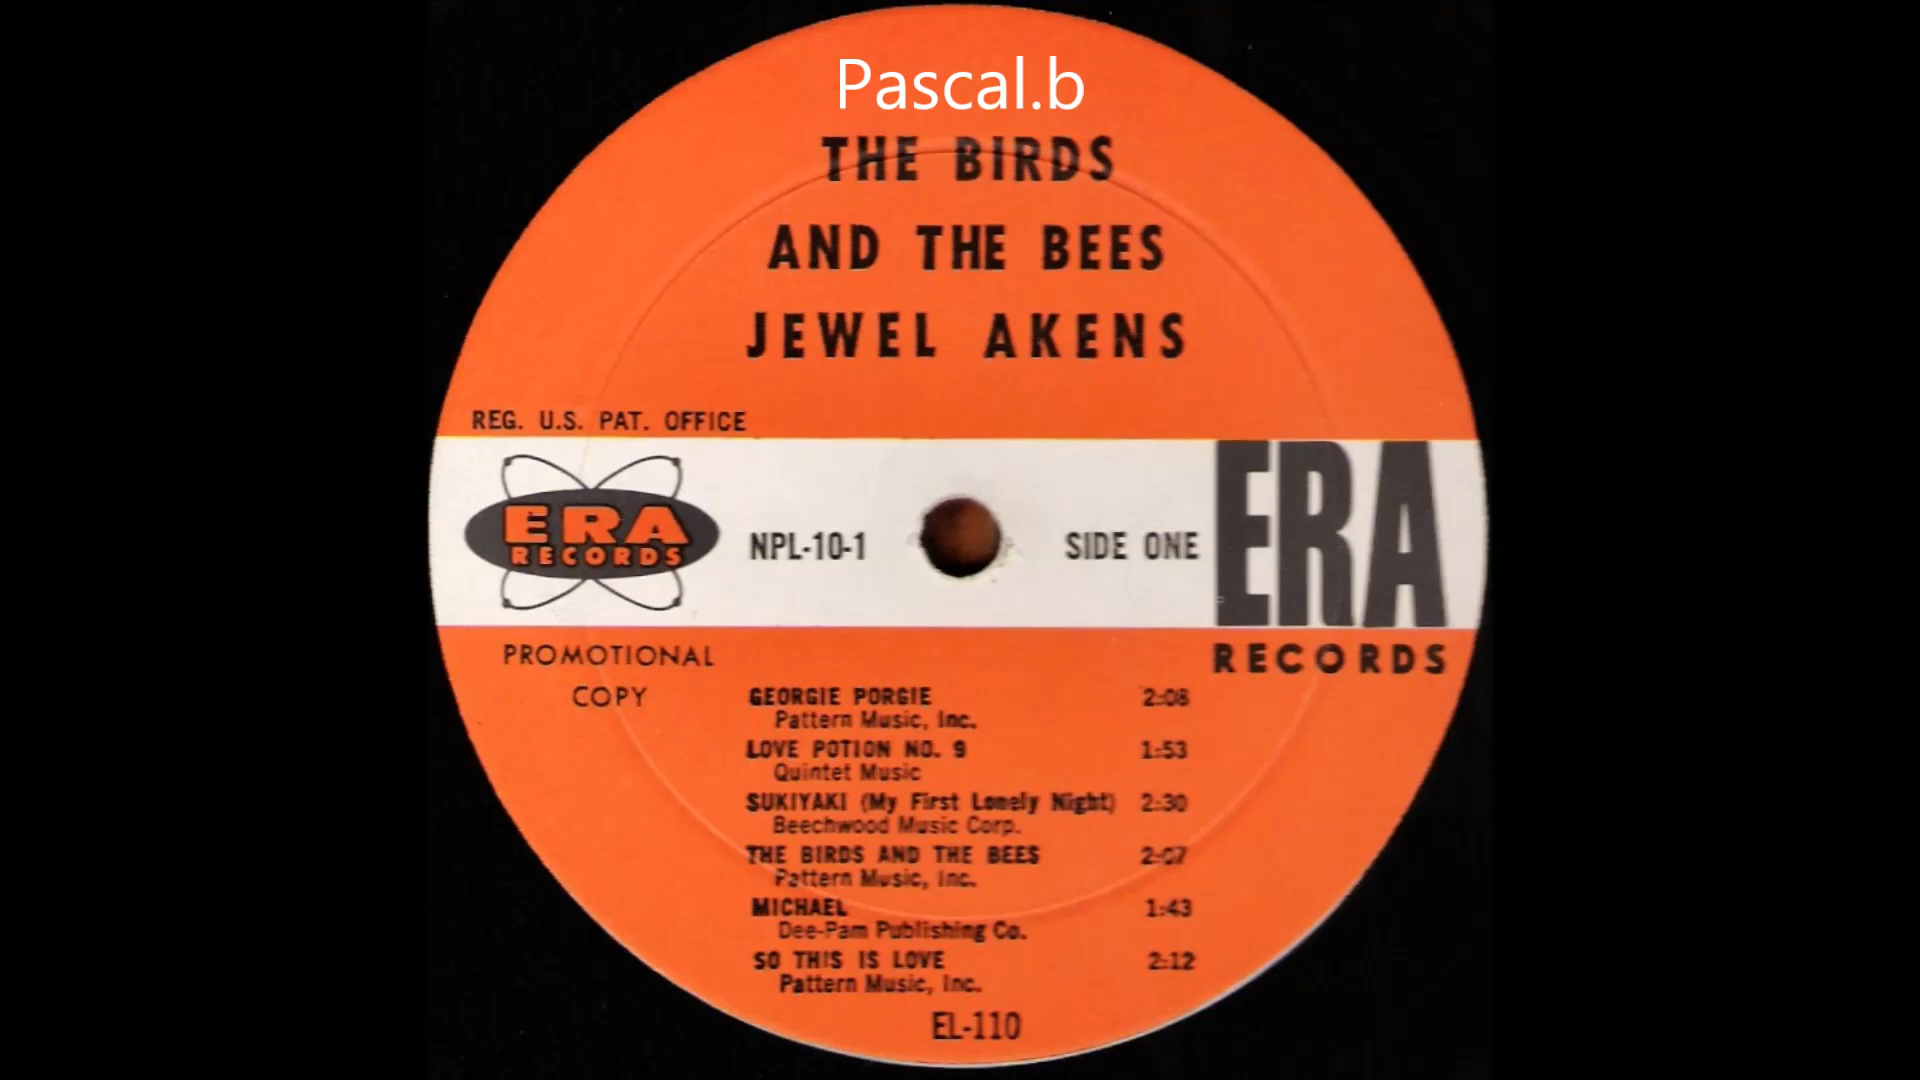 Pascal.b
THE BIRDS
AND THE BEES
JEWEL AKENS
REG. U.S. PAT. OFFICE
ERA
RECORDS
NPL-10-1
SIDE ONE
ERA
RECORDS
PROMOTIONAL
COPY
GEORGIE PORGIE 2:08
Pattern Music, Inc.
LOVE POTION NO. 9 1:53
Quintet Music
SUKIYAKI (My First Lonely Night) 2:30
Beechwood Music Corp.
THE BIRDS AND THE BEES 2:07
Pattern Music, Inc.
MICHAEL 1:43
Dee-Pam Publishing Co.
SO THIS IS LOVE 2:12
Pattern Music, Inc.
EL-110